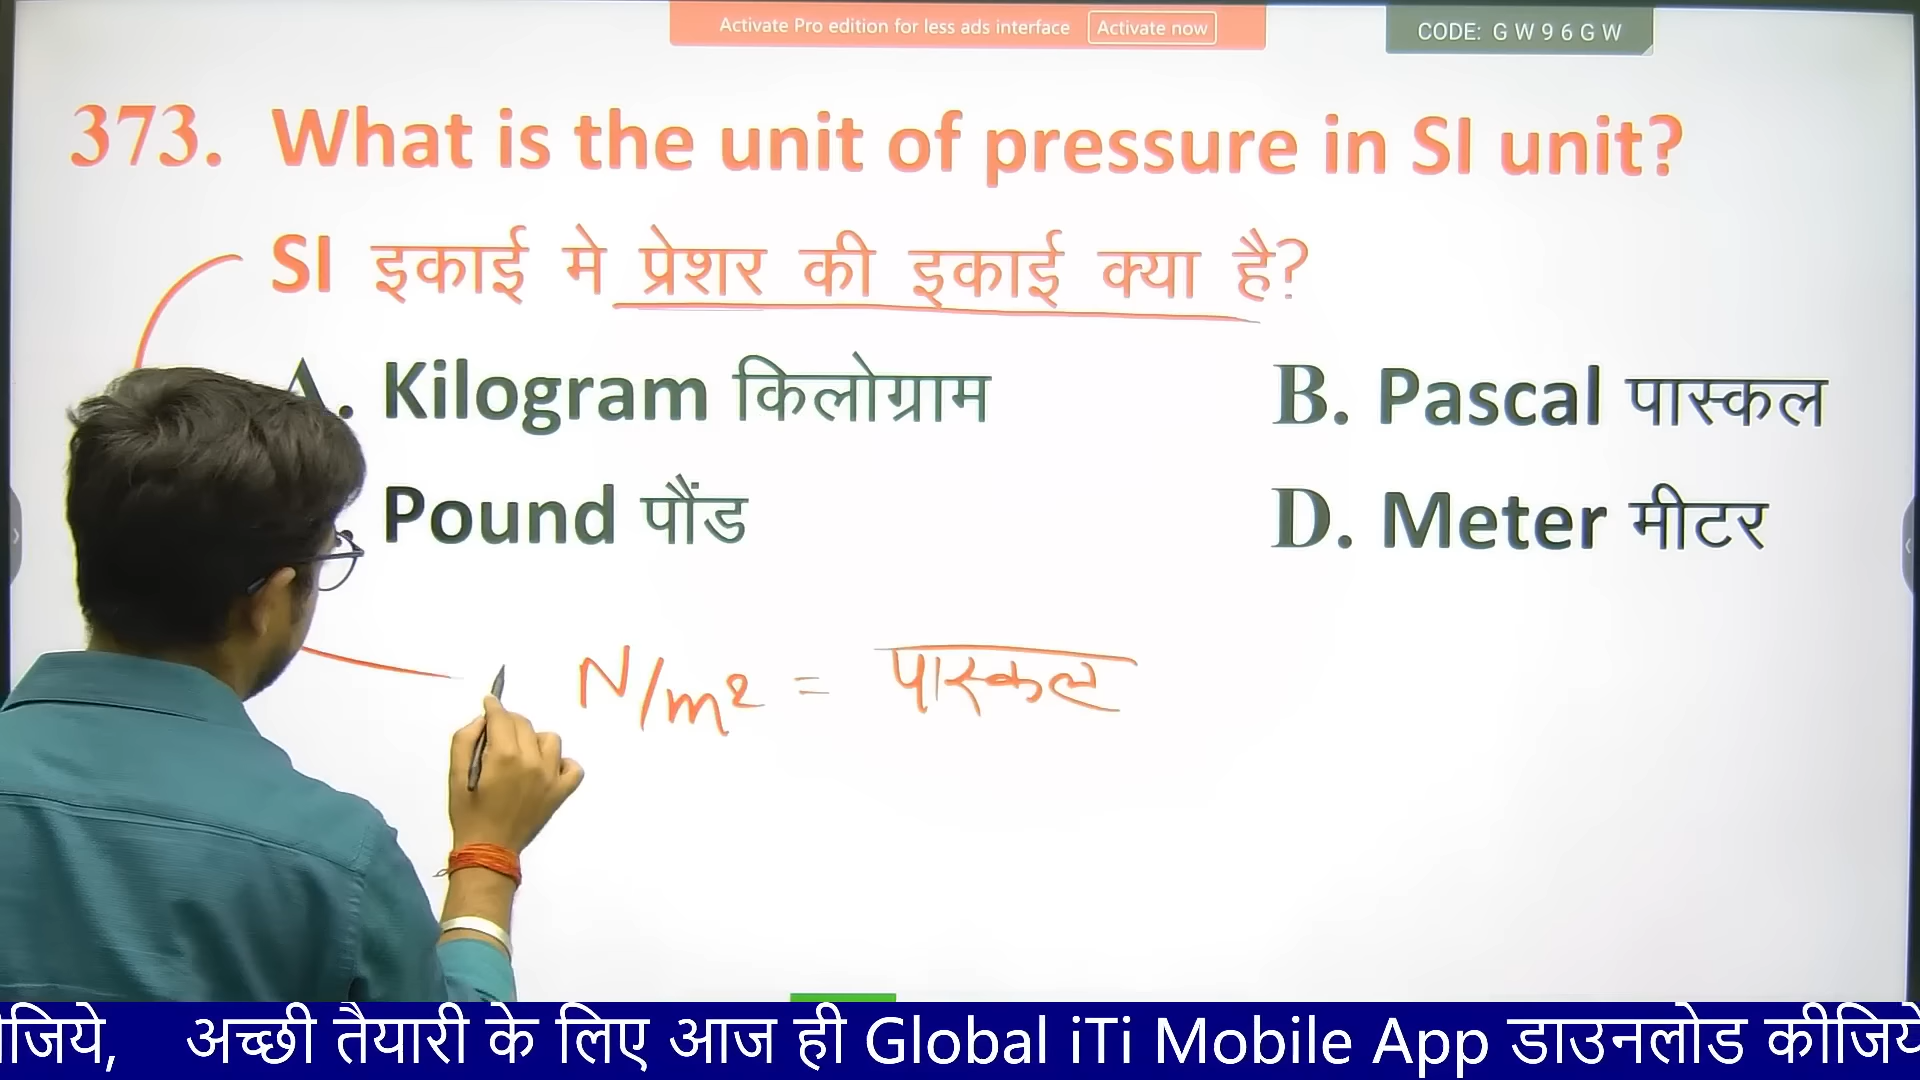 Activate Pro edition for less ads interface Activate now
CODE: GW96GW
373. What is the unit of pressure in SI unit?
SI इकाई मे प्रेशर की इकाई क्या है?
A. Kilogram किलोग्राम
B. Pascal पास्कल
Pound पौंड
D. Meter मीटर
N/m² = पास्कल
अच्छी तैयारी के लिए आज ही Global iTi Mobile App डाउनलोड